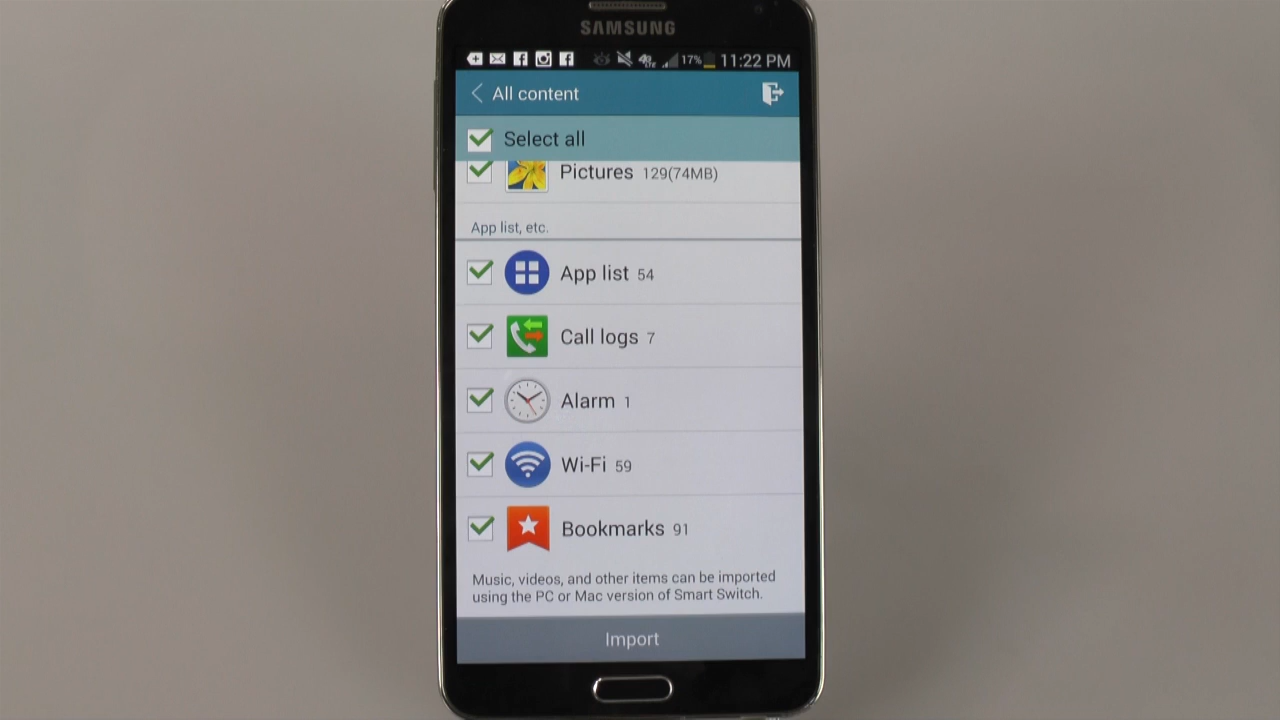 SAMSUNG
17% 11:22 PM
All content
Select all
Pictures 129(74MB)
App list, etc.
App list 54
Call logs 7
Alarm 1
Wi-Fi 59
Bookmarks 91
Music, videos, and other items can be imported
using the PC or Mac version of Smart Switch.
Import